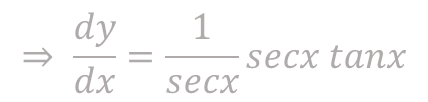 ⇒ dy/dx = 1/secx secx tanx